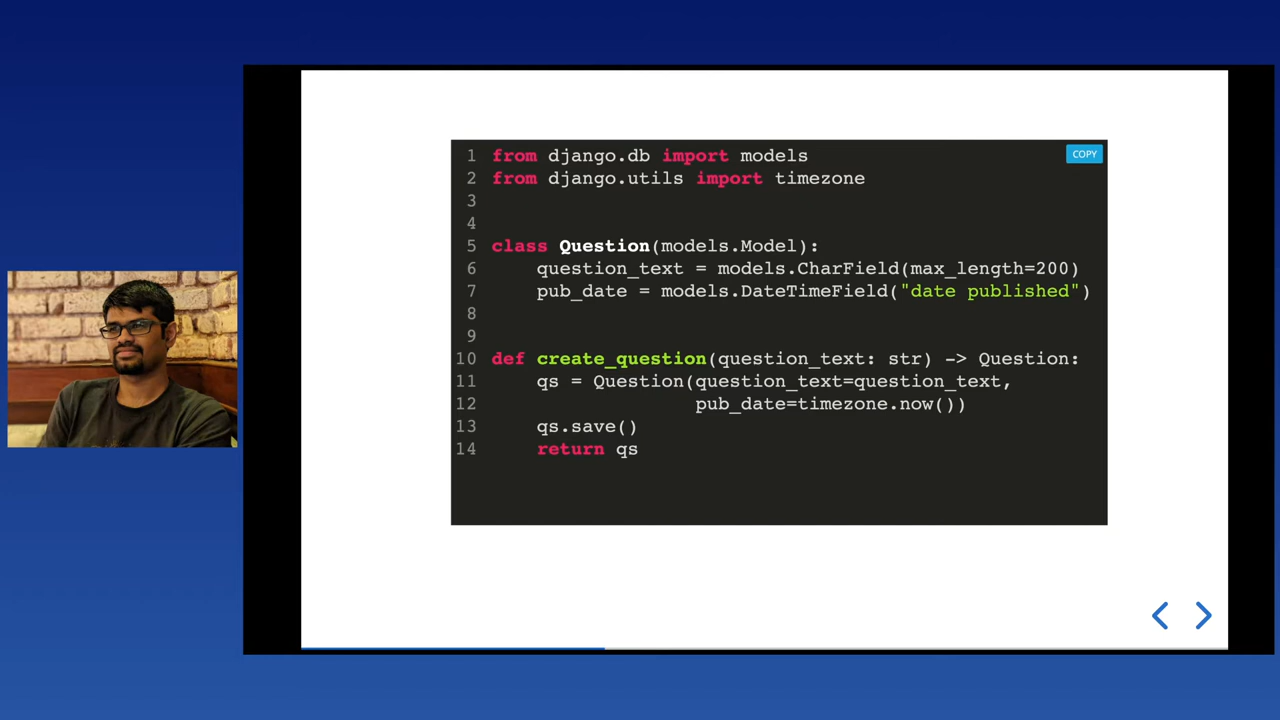 COPY
1 from django.db import models
2 from django.utils import timezone
3
4
5 class Question(models.Model):
6     question_text = models.CharField(max_length=200)
7     pub_date = models.DateTimeField("date published")
8
9
10 def create_question(question_text: str) -> Question:
11     qs = Question(question_text=question_text,
12                   pub_date=timezone.now())
13     qs.save()
14     return qs